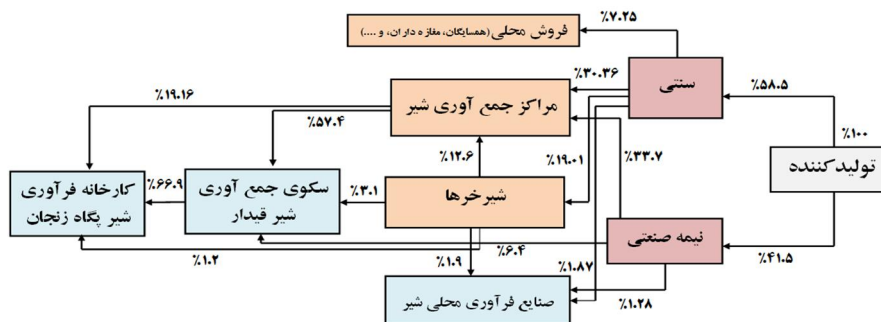 ٪۷.۲۵
فروش محلی (همسایگان، مغازه داران، و ....)
٪۳۰.۳۶
سنتی
٪۵۸.۵
٪۱۹.۱۶
مراکز جمع آوری شیر
٪۵۷.۴
٪۱۰۰
٪۱۲.۶
٪۱۹.۰۱
٪۳۳.۷
تولیدکننده
٪۶۶.۹
کارخانه فرآوری
شیر پگاه زنجان
سکوی جمع آوری
شیر قیدار
٪۳.۱
شیرخرها
نیمه صنعتی
٪۱.۲
٪۶.۴
٪۱.۹
٪۱.۸۷
٪۴۱.۵
صنایع فرآوری محلی شیر
٪۱.۲۸